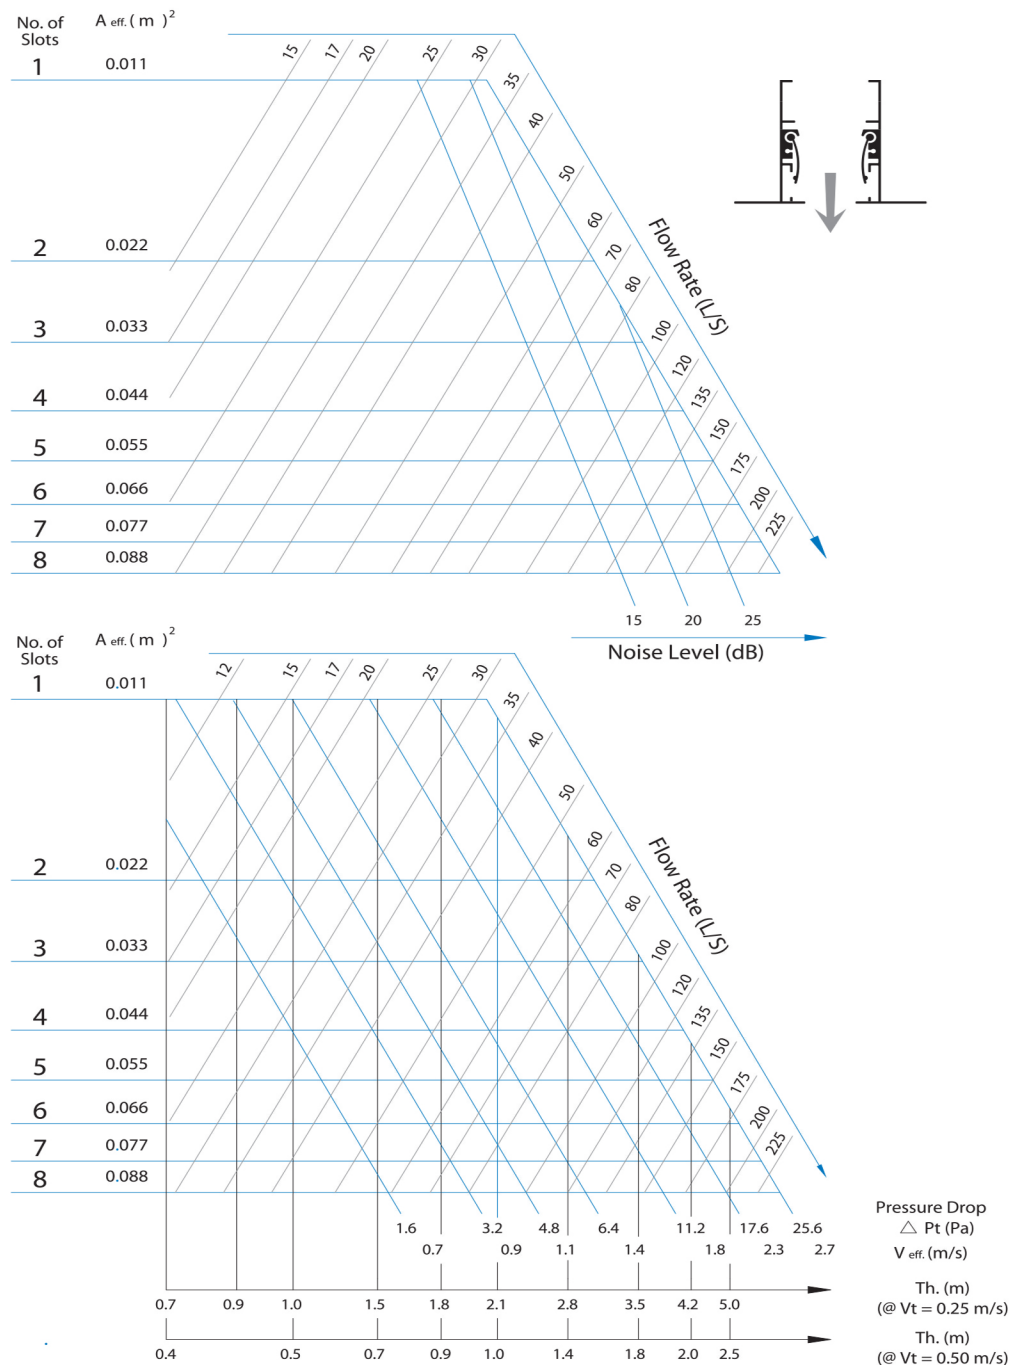 No. of
Slots
A eff. ( m )²
1 0.011
15 17 20 25 30 35 40 50 60 70 80 100 120 135 150 175 200 225
Flow Rate (L/S)
2 0.022
3 0.033
4 0.044
5 0.055
6 0.066
7 0.077
8 0.088
15 20 25
Noise Level (dB)
No. of
Slots
A eff. ( m )²
1 0.011
12 15 17 20 25 30 35 40 50 60 70 80 100 120 135 150 175 200 225
Flow Rate (L/S)
2 0.022
3 0.033
4 0.044
5 0.055
6 0.066
7 0.077
8 0.088
1.6 3.2 4.8 6.4 11.2 17.6 25.6
Pressure Drop
△ Pt (Pa)
0.7 0.9 1.1 1.4 1.8 2.3 2.7
V eff. (m/s)
0.7 0.9 1.0 1.5 1.8 2.1 2.8 3.5 4.2 5.0
Th. (m)
(@ Vt = 0.25 m/s)
0.4 0.5 0.7 0.9 1.0 1.4 1.8 2.0 2.5
Th. (m)
(@ Vt = 0.50 m/s)